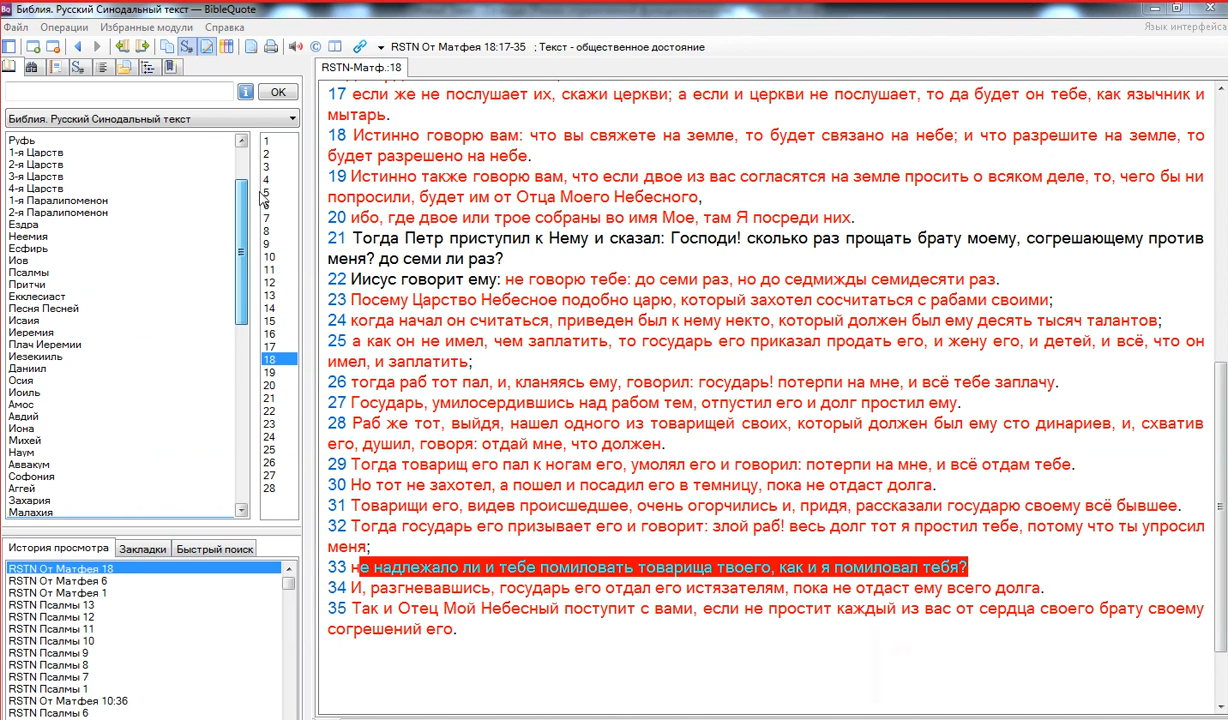 Библия. Русский Синодальный текст — BibleQuote
Файл Операции Избранные модули Справка
Язык интерфейса
RSTN От Матфея 18:17-35 ; Текст - общественное достояние
RSTN-Матф.:18
OK
Библия. Русский Синодальный текст
Руфь
1-я Царств
2-я Царств
3-я Царств
4-я Царств
1-я Паралипоменон
2-я Паралипоменон
Ездра
Неемия
Есфирь
Иов
Псалмы
Притчи
Екклесиаст
Песня Песней
Исаия
Иеремия
Плач Иеремии
Иезекииль
Даниил
Осия
Иоиль
Амос
Авдий
Иона
Михей
Наум
Аввакум
Софония
Аггей
Захария
Малахия
1
2
3
4
5
6
7
8
9
10
11
12
13
14
15
16
17
18
19
20
21
22
23
24
25
26
27
28
История просмотра Закладки Быстрый поиск
RSTN От Матфея 18
RSTN От Матфея 6
RSTN От Матфея 1
RSTN Псалмы 13
RSTN Псалмы 12
RSTN Псалмы 11
RSTN Псалмы 10
RSTN Псалмы 9
RSTN Псалмы 8
RSTN Псалмы 7
RSTN Псалмы 1
RSTN От Матфея 10:36
RSTN Псалмы 6
17 если же не послушает их, скажи церкви; а если и церкви не послушает, то да будет он тебе, как язычник и
мытарь.
18 Истинно говорю вам: что вы свяжете на земле, то будет связано на небе; и что разрешите на земле, то
будет разрешено на небе.
19 Истинно также говорю вам, что если двое из вас согласятся на земле просить о всяком деле, то, чего бы ни
попросили, будет им от Отца Моего Небесного,
20 ибо, где двое или трое собраны во имя Мое, там Я посреди них.
21 Тогда Петр приступил к Нему и сказал: Господи! сколько раз прощать брату моему, согрешающему против
меня? до семи ли раз?
22 Иисус говорит ему: не говорю тебе: до семи раз, но до седмижды семидесяти раз.
23 Посему Царство Небесное подобно царю, который захотел сосчитаться с рабами своими;
24 когда начал он считаться, приведен был к нему некто, который должен был ему десять тысяч талантов;
25 а как он не имел, чем заплатить, то государь его приказал продать его, и жену его, и детей, и всё, что он
имел, и заплатить;
26 тогда раб тот пал, и, кланяясь ему, говорил: государь! потерпи на мне, и всё тебе заплачу.
27 Государь, умилосердившись над рабом тем, отпустил его и долг простил ему.
28 Раб же тот, выйдя, нашел одного из товарищей своих, который должен был ему сто динариев, и, схватив
его, душил, говоря: отдай мне, что должен.
29 Тогда товарищ его пал к ногам его, умолял его и говорил: потерпи на мне, и всё отдам тебе.
30 Но тот не захотел, а пошел и посадил его в темницу, пока не отдаст долга.
31 Товарищи его, видев происшедшее, очень огорчились и, придя, рассказали государю своему всё бывшее.
32 Тогда государь его призывает его и говорит: злой раб! весь долг тот я простил тебе, потому что ты упросил
меня;
33 не надлежало ли и тебе помиловать товарища твоего, как и я помиловал тебя?
34 И, разгневавшись, государь его отдал его истязателям, пока не отдаст ему всего долга.
35 Так и Отец Мой Небесный поступит с вами, если не простит каждый из вас от сердца своего брату своему
согрешений его.